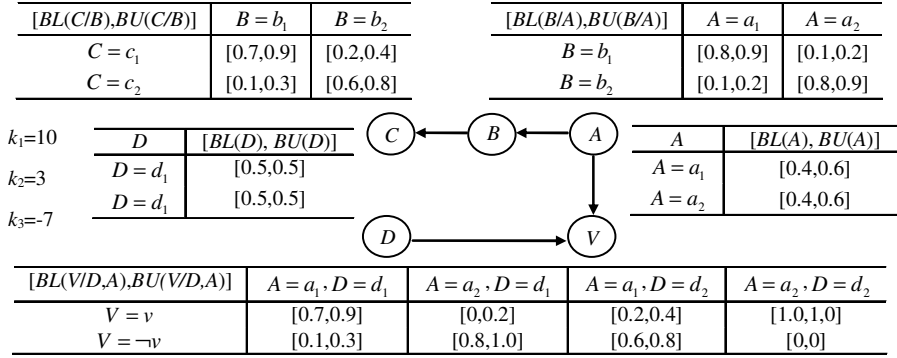 [BL(C/B),BU(C/B)] B = b₁ B = b₂
C = c₁ [0.7,0.9] [0.2,0.4]
C = c₂ [0.1,0.3] [0.6,0.8]
[BL(B/A),BU(B/A)] A = a₁ A = a₂
B = b₁ [0.8,0.9] [0.1,0.2]
B = b₂ [0.1,0.2] [0.8,0.9]
k₁=10
k₂=3
k₃=-7
D [BL(D), BU(D)]
D = d₁ [0.5,0.5]
D = d₁ [0.5,0.5]
C B A
D V
A [BL(A), BU(A)]
A = a₁ [0.4,0.6]
A = a₂ [0.4,0.6]
[BL(V/D,A),BU(V/D,A)] A = a₁, D = d₁ A = a₂, D = d₁ A = a₁, D = d₂ A = a₂, D = d₂
V = v [0.7,0.9] [0,0.2] [0.2,0.4] [1.0,1,0]
V = ¬v [0.1,0.3] [0.8,1.0] [0.6,0.8] [0,0]